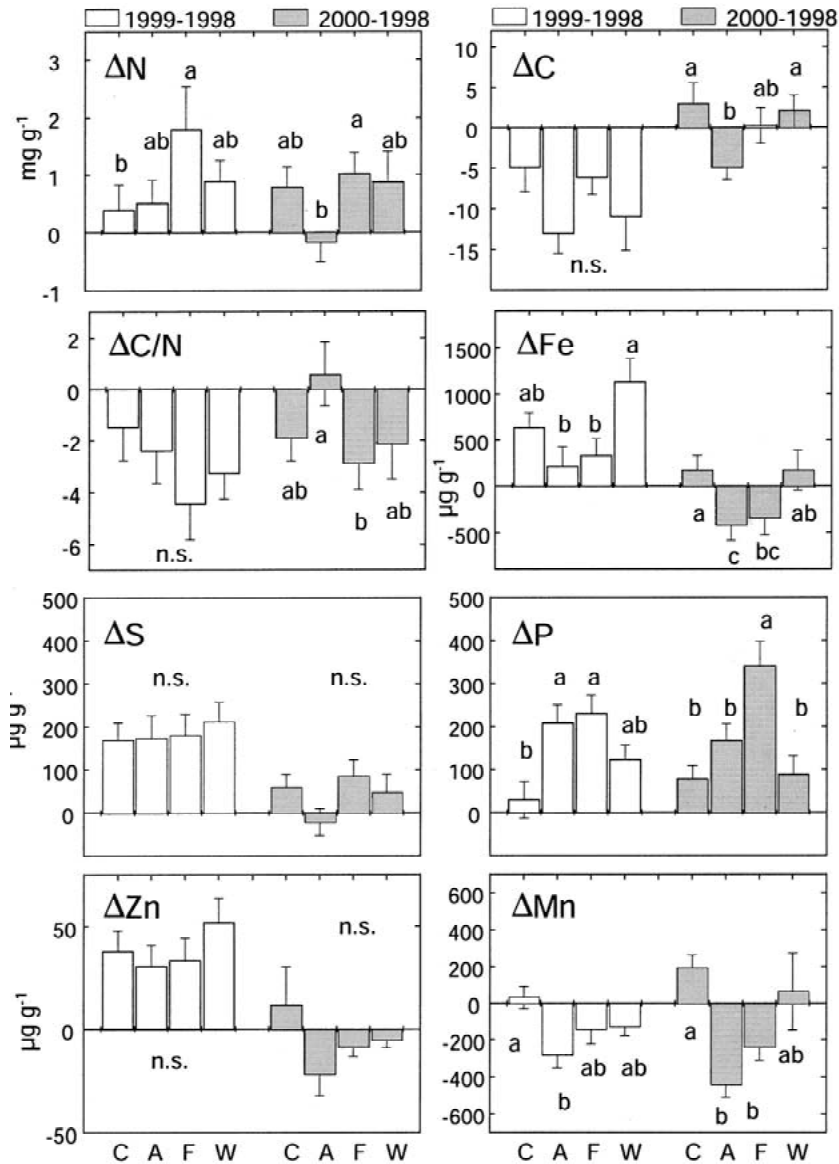 1999-1998 2000-1998 1999-1998 2000-1998
ΔN
mg g-1
3
2
1
0
-1
b ab a ab ab b a ab
ΔC
10
5
0
-5
-10
-15
n.s.
a b ab a
ΔC/N
2
0
-2
-4
-6
n.s.
ab a b ab
ΔFe
µg g-1
1500
1000
500
0
-500
ab b b a
a c bc ab
ΔS
µg g-1
500
400
300
200
100
0
n.s. n.s.
ΔP
500
400
300
200
100
0
b a a ab b b a b
ΔZn
µg g-1
50
0
-50
n.s. n.s.
C A F W C A F W
ΔMn
600
400
200
0
-200
-400
-600
a b ab ab a b b ab
C A F W C A F W